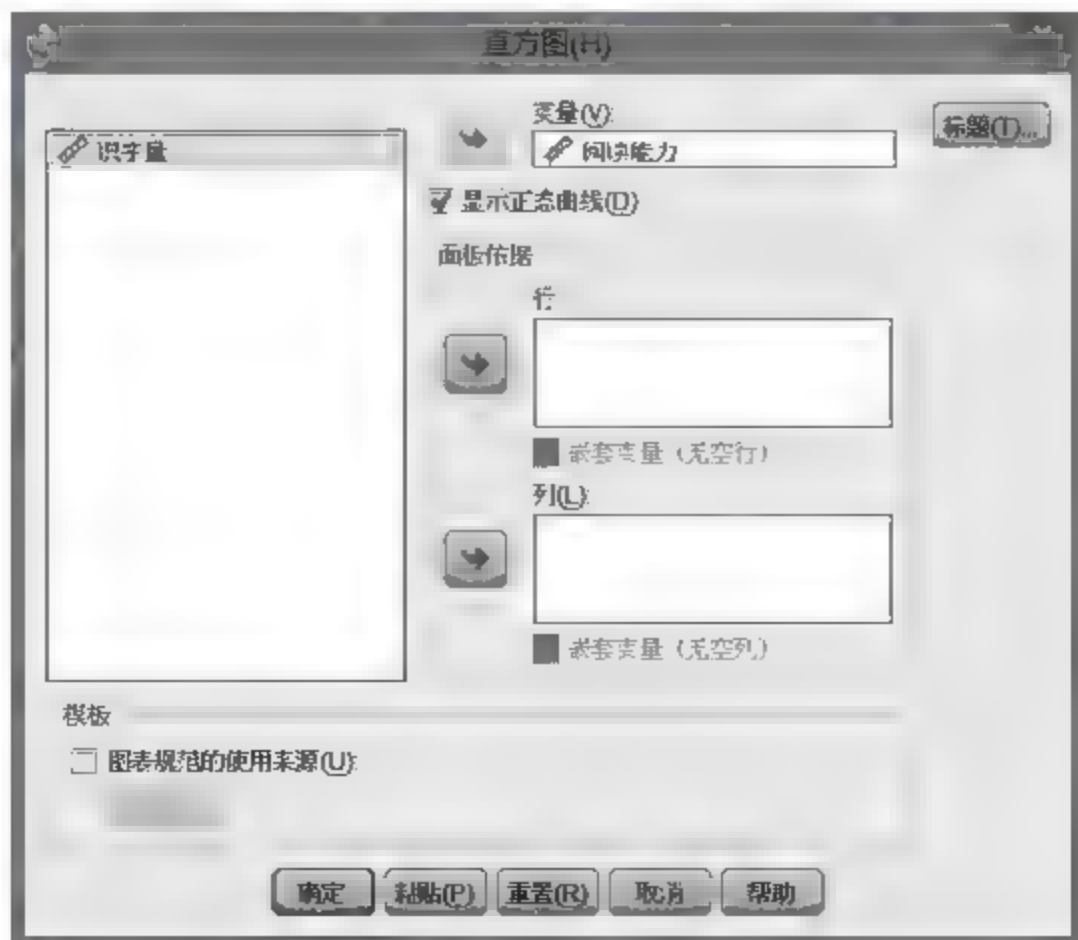 直方图(H)
变量(V):
标题(T)...
识字量
阅读能力
显示正态曲线(D)
面板依据
行
嵌套变量（无空行）
列(L):
嵌套变量（无空列）
模板
图表规范的使用来源(U):
确定 粘贴(P) 重置(R) 取消 帮助